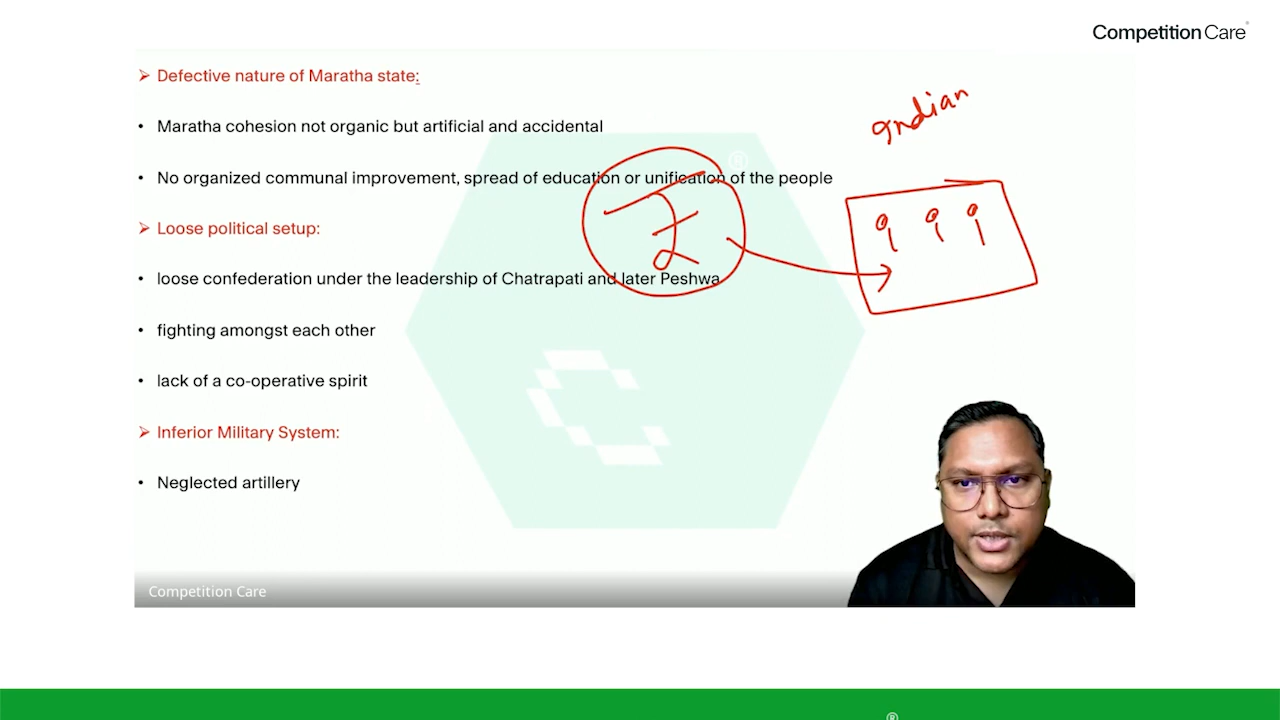 Competition Care
Defective nature of Maratha state:
Maratha cohesion not organic but artificial and accidental
No organized communal improvement, spread of education or unification of the people
Loose political setup:
loose confederation under the leadership of Chatrapati and later Peshwa
fighting amongst each other
lack of a co-operative spirit
Inferior Military System:
Neglected artillery
Indian
Competition Care